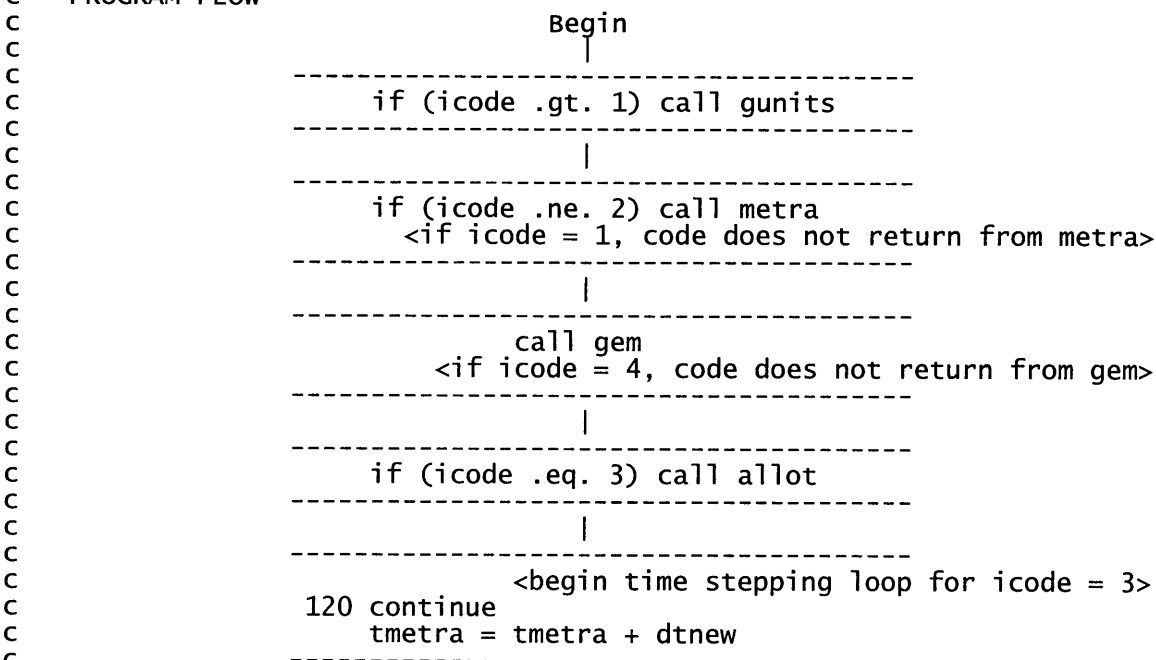 C    PROGRAM FLOW
C                                  Begin
C                                    |
C                  ---------------------------------------
C                       if (icode .gt. 1) call gunits
C                  ---------------------------------------
C                                    |
C                  ---------------------------------------
C                       if (icode .ne. 2) call metra
C                         <if icode = 1, code does not return from metra>
C                  ---------------------------------------
C                                    |
C                  ---------------------------------------
C                                call gem
C                           <if icode = 4, code does not return from gem>
C                  ---------------------------------------
C                                    |
C                  ---------------------------------------
C                       if (icode .eq. 3) call allot
C                  ---------------------------------------
C                                    |
C                  ---------------------------------------
C                                <begin time stepping loop for icode = 3>
C                   120 continue
C                       tmetra = tmetra + dtnew
C                  -------------